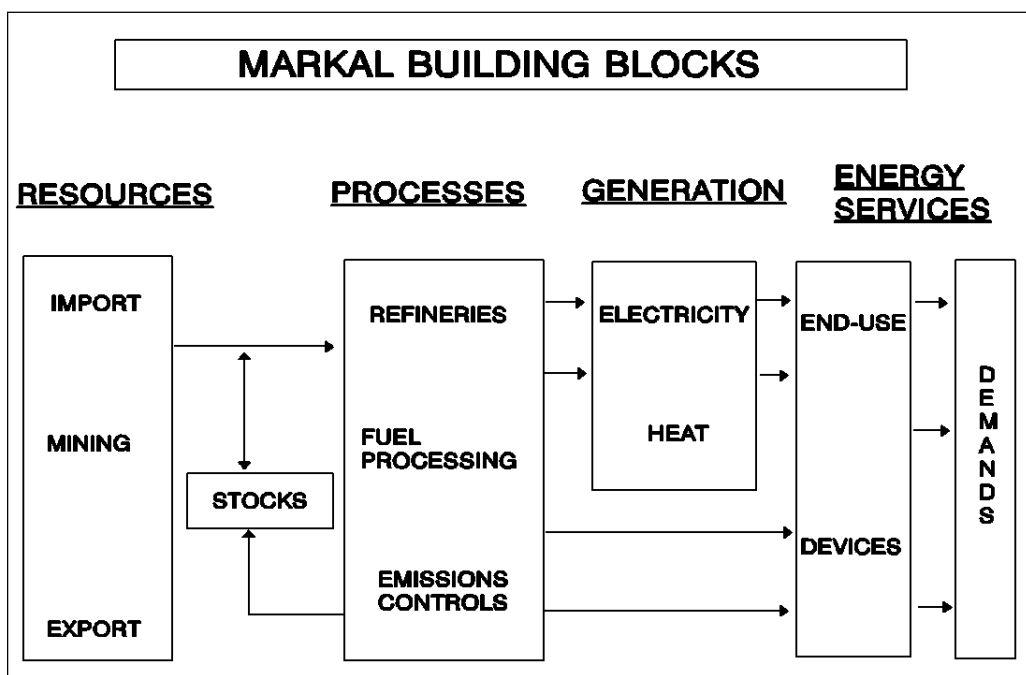 MARKAL BUILDING BLOCKS
RESOURCES
PROCESSES
GENERATION
ENERGY
SERVICES
IMPORT
MINING
EXPORT
STOCKS
REFINERIES
FUEL
PROCESSING
EMISSIONS
CONTROLS
ELECTRICITY
HEAT
END-USE
DEVICES
DEMANDS